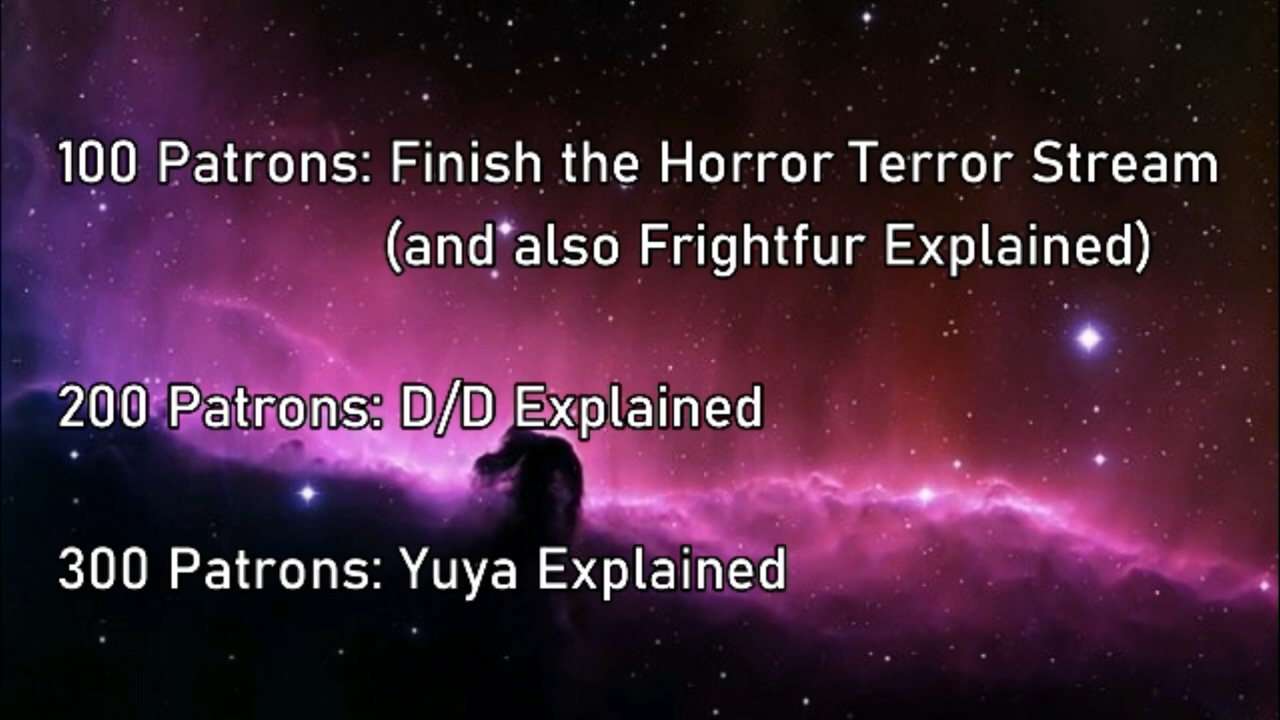 100 Patrons: Finish the Horror Terror Stream
(and also Frightfur Explained)
200 Patrons: D/D Explained
300 Patrons: Yuya Explained